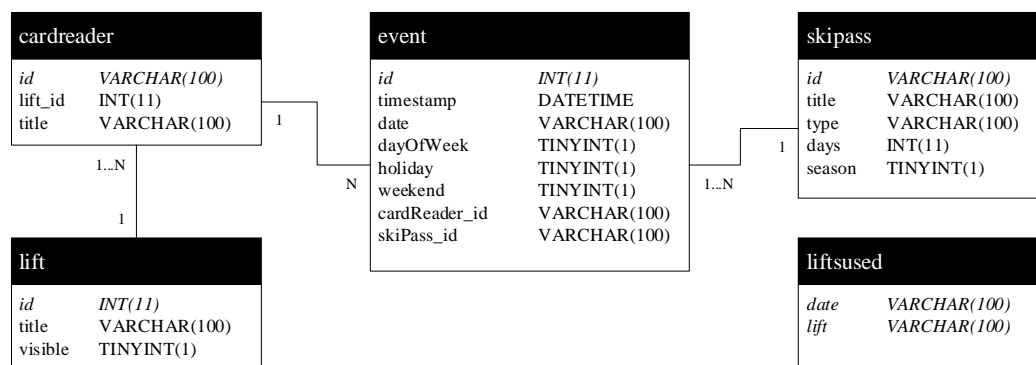 cardreader
id VARCHAR(100)
lift_id INT(11)
title VARCHAR(100)
1
1...N
1
lift
id INT(11)
title VARCHAR(100)
visible TINYINT(1)
event
id INT(11)
timestamp DATETIME
date VARCHAR(100)
dayOfWeek TINYINT(1)
holiday TINYINT(1)
weekend TINYINT(1)
cardReader_id VARCHAR(100)
skiPass_id VARCHAR(100)
N
1...N
1
skipass
id VARCHAR(100)
title VARCHAR(100)
type VARCHAR(100)
days INT(11)
season TINYINT(1)
liftsused
date VARCHAR(100)
lift VARCHAR(100)